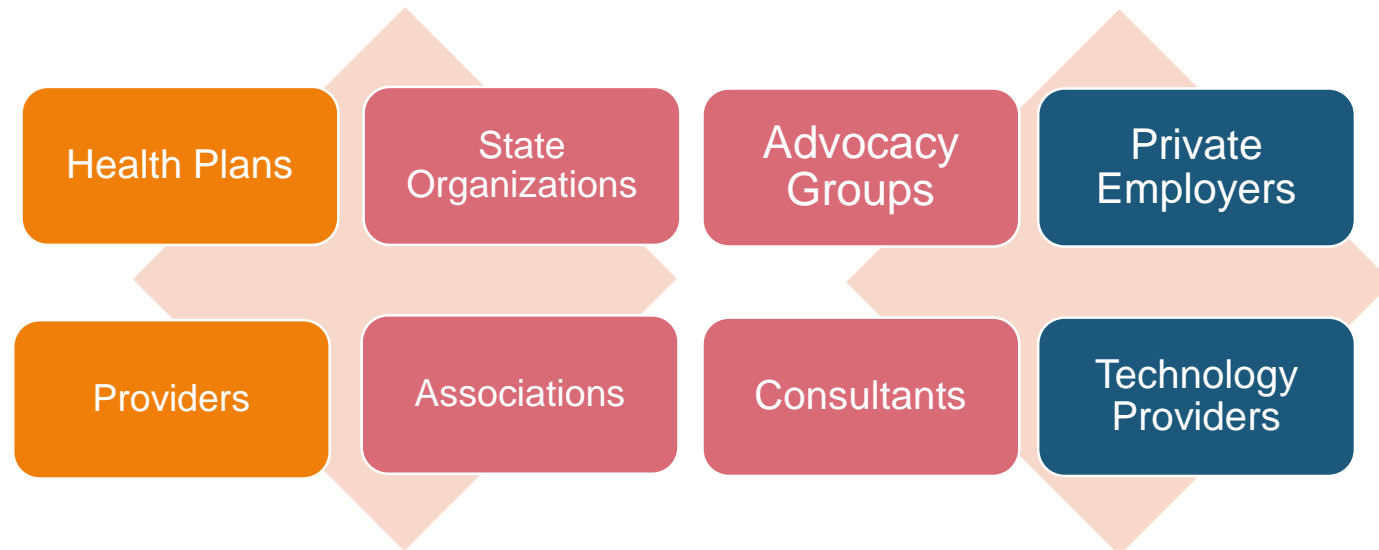 Health Plans
State
Organizations
Advocacy
Groups
Private
Employers
Providers
Associations
Consultants
Technology
Providers